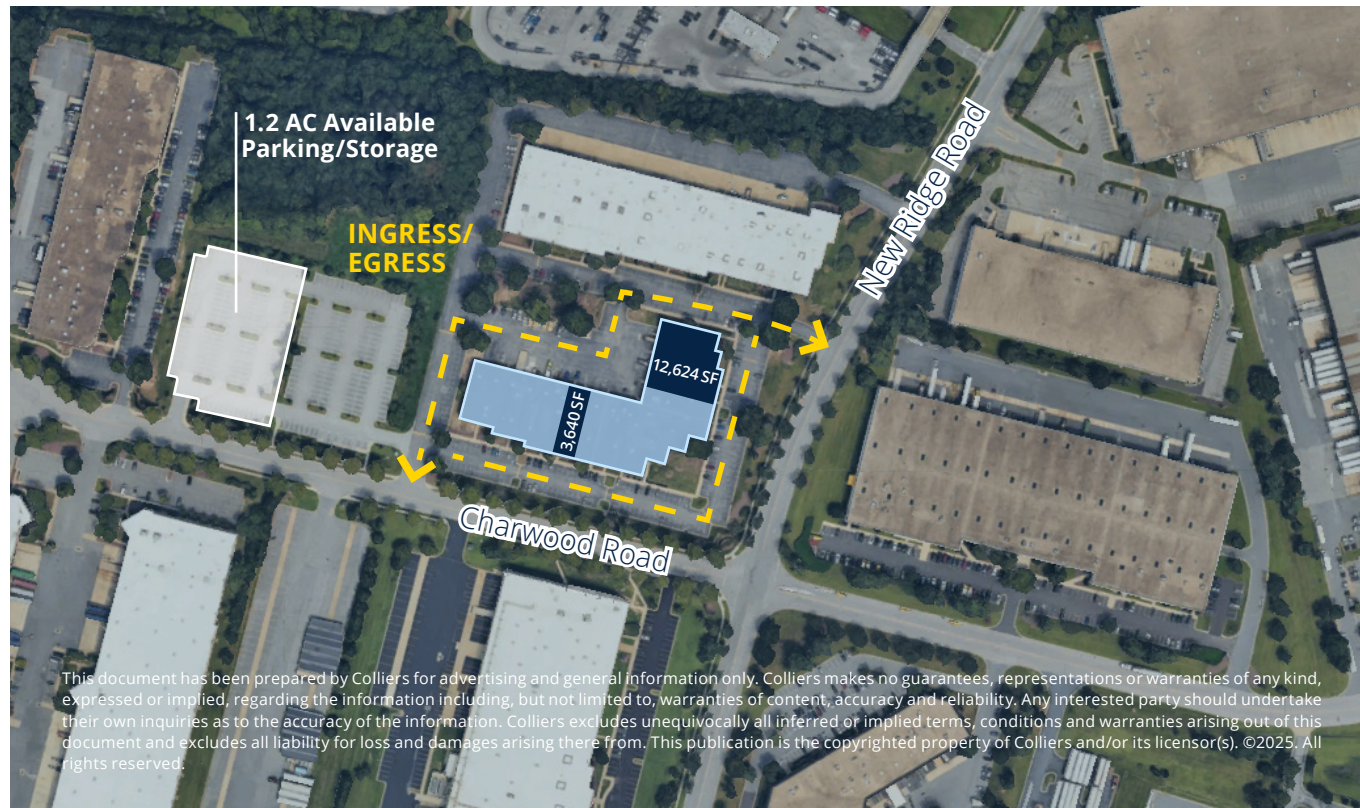 1.2 AC Available
Parking/Storage
New Ridge Road
INGRESS/
EGRESS
12,624 SF
3,640 SF
Charwood Road
This document has been prepared by Colliers for advertising and general information only. Colliers makes no guarantees, representations or warranties of any kind,
expressed or implied, regarding the information including, but not limited to, warranties of content, accuracy and reliability. Any interested party should undertake
their own inquiries as to the accuracy of the information. Colliers excludes unequivocally all inferred or implied terms, conditions and warranties arising out of this
document and excludes all liability for loss and damages arising there from. This publication is the copyrighted property of Colliers and/or its licensor(s). ©2025. All
rights reserved.